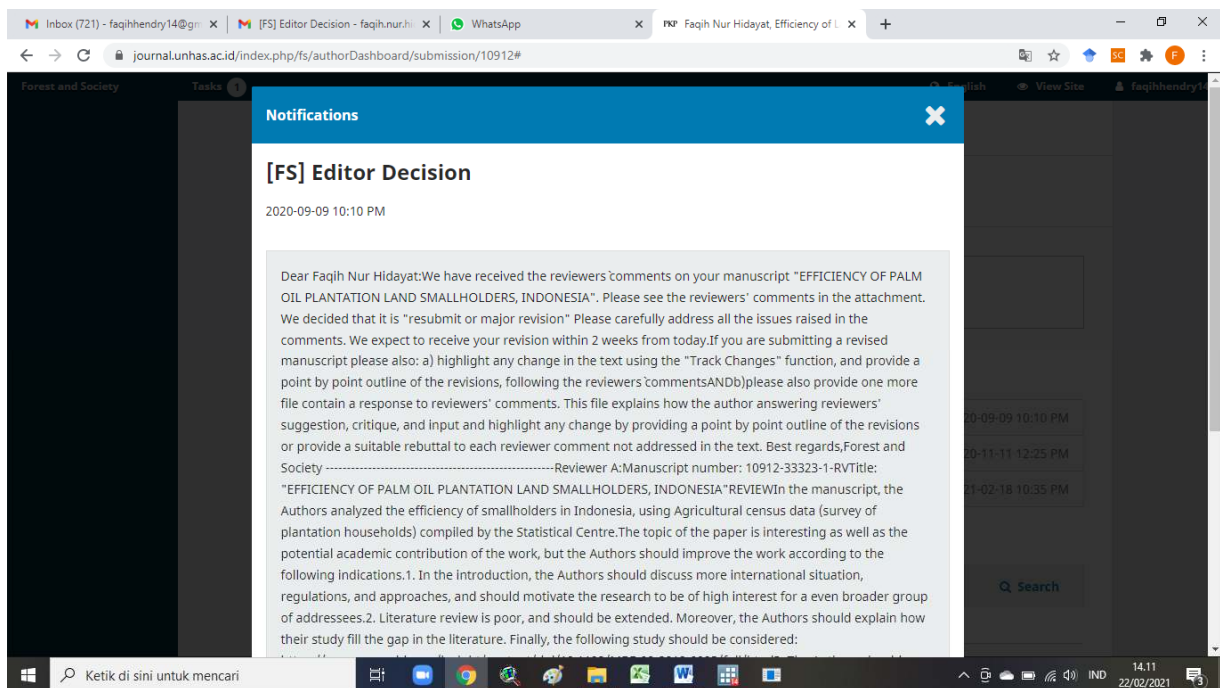 Inbox (721) - faqihhendry14@gm
[FS] Editor Decision - faqih.nur.hi
WhatsApp
PKP Faqih Nur Hidayat, Efficiency of L
journal.unhas.ac.id/index.php/fs/authorDashboard/submission/10912#
SC
F
Forest and Society
Tasks 1
English
View Site
faqihhendry14
Notifications
[FS] Editor Decision
2020-09-09 10:10 PM
Dear Faqih Nur Hidayat:We have received the reviewers`comments on your manuscript "EFFICIENCY OF PALM
OIL PLANTATION LAND SMALLHOLDERS, INDONESIA". Please see the reviewers' comments in the attachment.
We decided that it is "resubmit or major revision" Please carefully address all the issues raised in the
comments. We expect to receive your revision within 2 weeks from today.If you are submitting a revised
manuscript please also: a) highlight any change in the text using the "Track Changes" function, and provide a
point by point outline of the revisions, following the reviewers`commentsANDb)please also provide one more
file contain a response to reviewers' comments. This file explains how the author answering reviewers'
suggestion, critique, and input and highlight any change by providing a point by point outline of the revisions
or provide a suitable rebuttal to each reviewer comment not addressed in the text. Best regards,Forest and
Society ------------------------------------------------------Reviewer A:Manuscript number: 10912-33323-1-RVTitle:
"EFFICIENCY OF PALM OIL PLANTATION LAND SMALLHOLDERS, INDONESIA"REVIEWIn the manuscript, the
Authors analyzed the efficiency of smallholders in Indonesia, using Agricultural census data (survey of
plantation households) compiled by the Statistical Centre.The topic of the paper is interesting as well as the
potential academic contribution of the work, but the Authors should improve the work according to the
following indications.1. In the introduction, the Authors should discuss more international situation,
regulations, and approaches, and should motivate the research to be of high interest for a even broader group
of addressees.2. Literature review is poor, and should be extended. Moreover, the Authors should explain how
their study fill the gap in the literature. Finally, the following study should be considered:
20-09-09 10:10 PM
20-11-11 12:25 PM
21-02-18 10:35 PM
Search
Ketik di sini untuk mencari
IND
14.11
22/02/2021
3